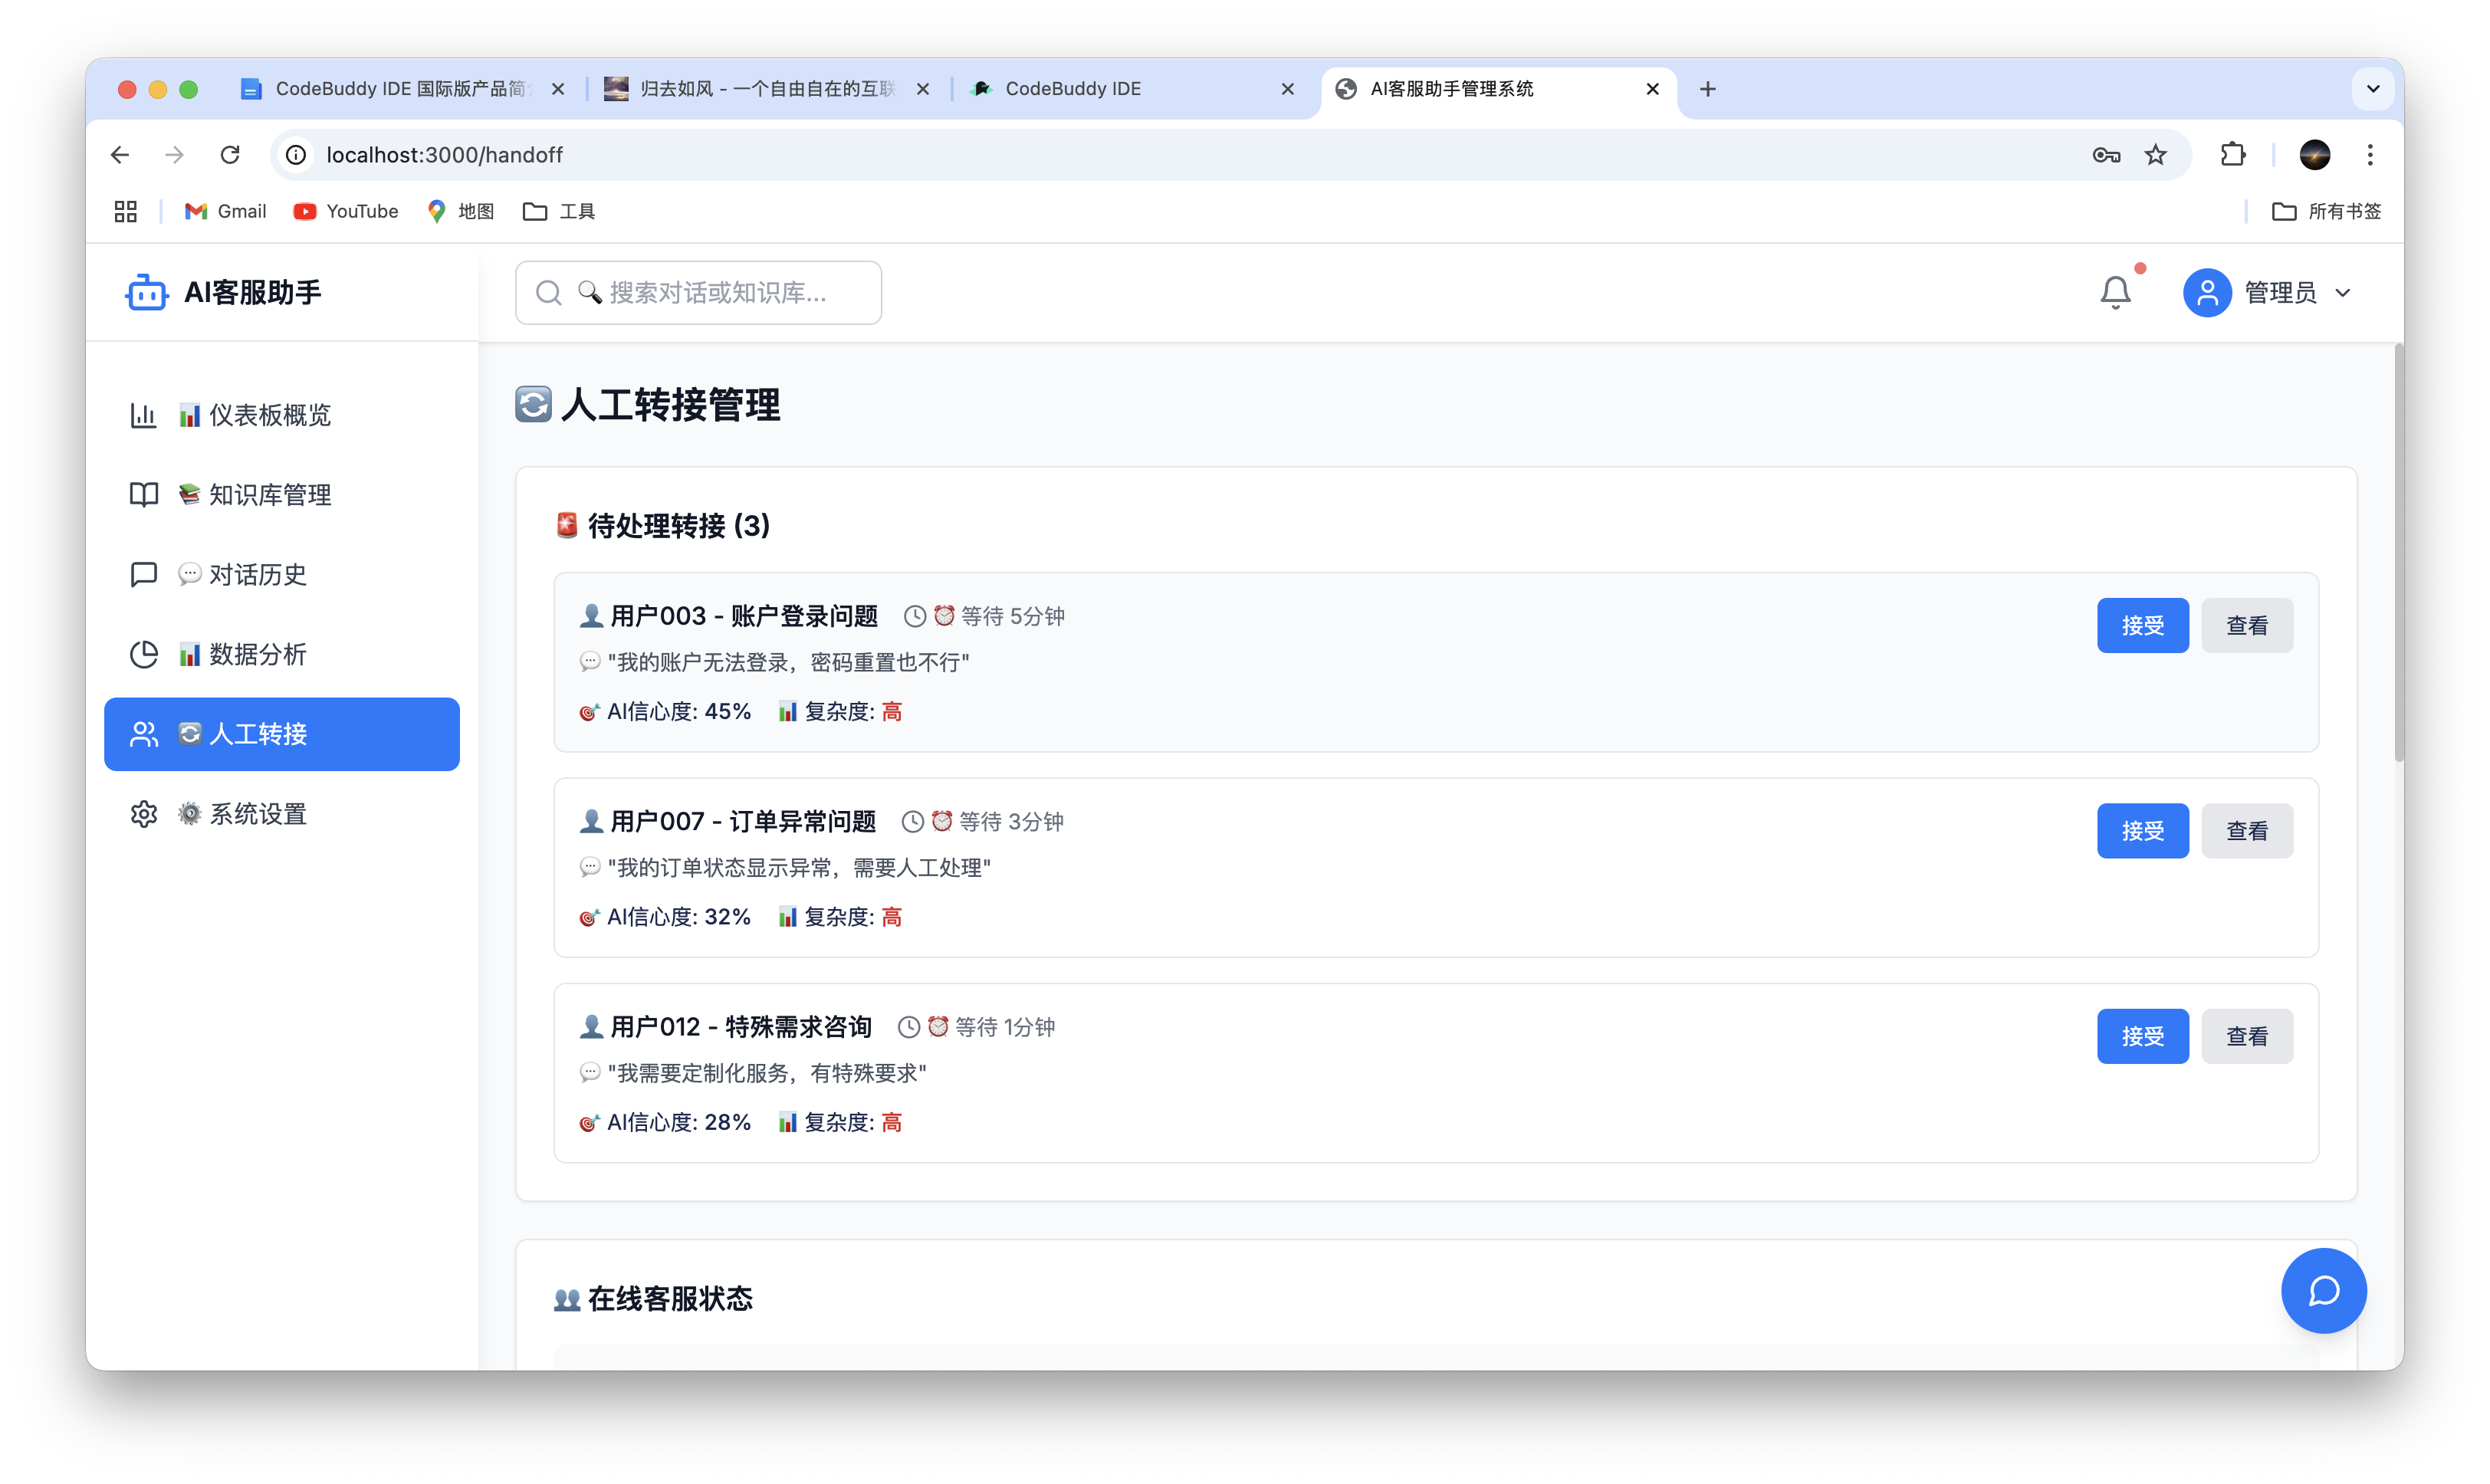 CodeBuddy IDE 国际版产品简
归去如风 - 一个自由自在的互联
CodeBuddy IDE
AI客服助手管理系统
localhost:3000/handoff
Gmail
YouTube
地图
工具
所有书签
AI客服助手
搜索对话或知识库...
管理员
仪表板概览
知识库管理
对话历史
数据分析
人工转接
系统设置
人工转接管理
待处理转接 (3)
用户003 - 账户登录问题 等待 5分钟
"我的账户无法登录，密码重置也不行"
AI信心度: 45% 复杂度: 高
接受 查看
用户007 - 订单异常问题 等待 3分钟
"我的订单状态显示异常，需要人工处理"
AI信心度: 32% 复杂度: 高
接受 查看
用户012 - 特殊需求咨询 等待 1分钟
"我需要定制化服务，有特殊要求"
AI信心度: 28% 复杂度: 高
接受 查看
在线客服状态